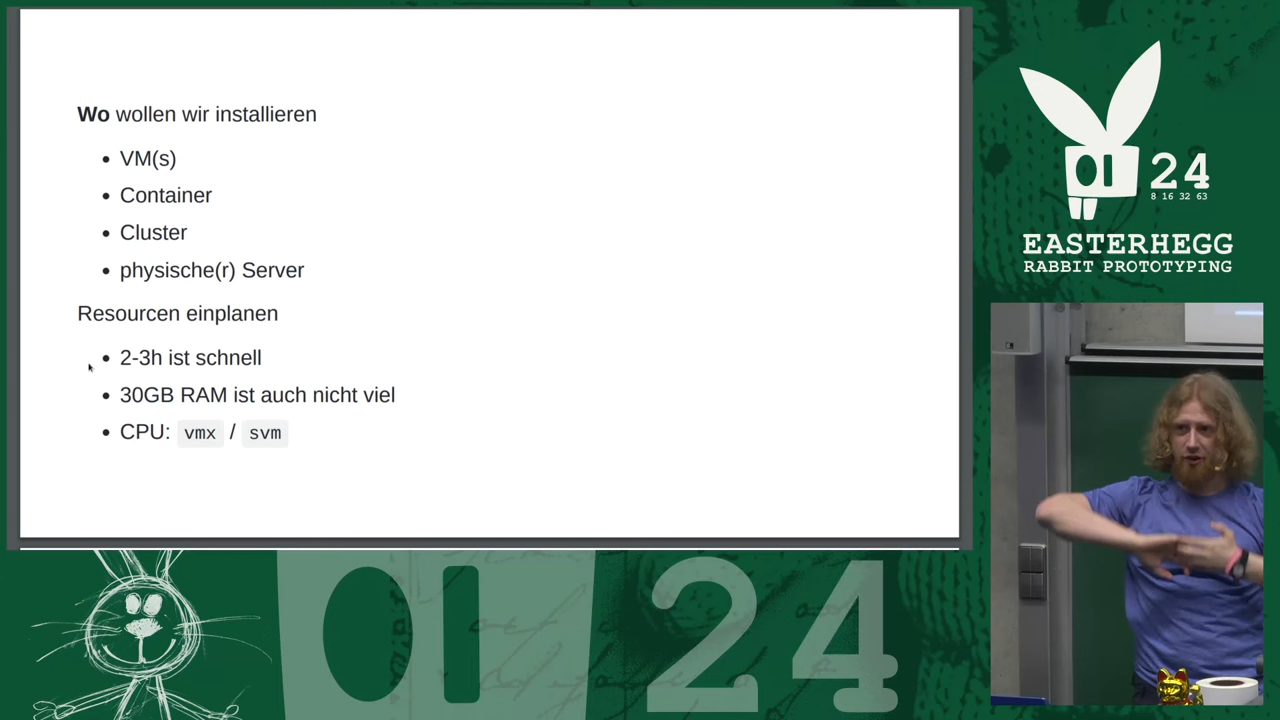 Wo wollen wir installieren
VM(s)
Container
Cluster
physische(r) Server
Resourcen einplanen
2-3h ist schnell
30GB RAM ist auch nicht viel
CPU: vmx / svm
24
8 16 32 63
EASTERHEGG
RABBIT PROTOTYPING
24